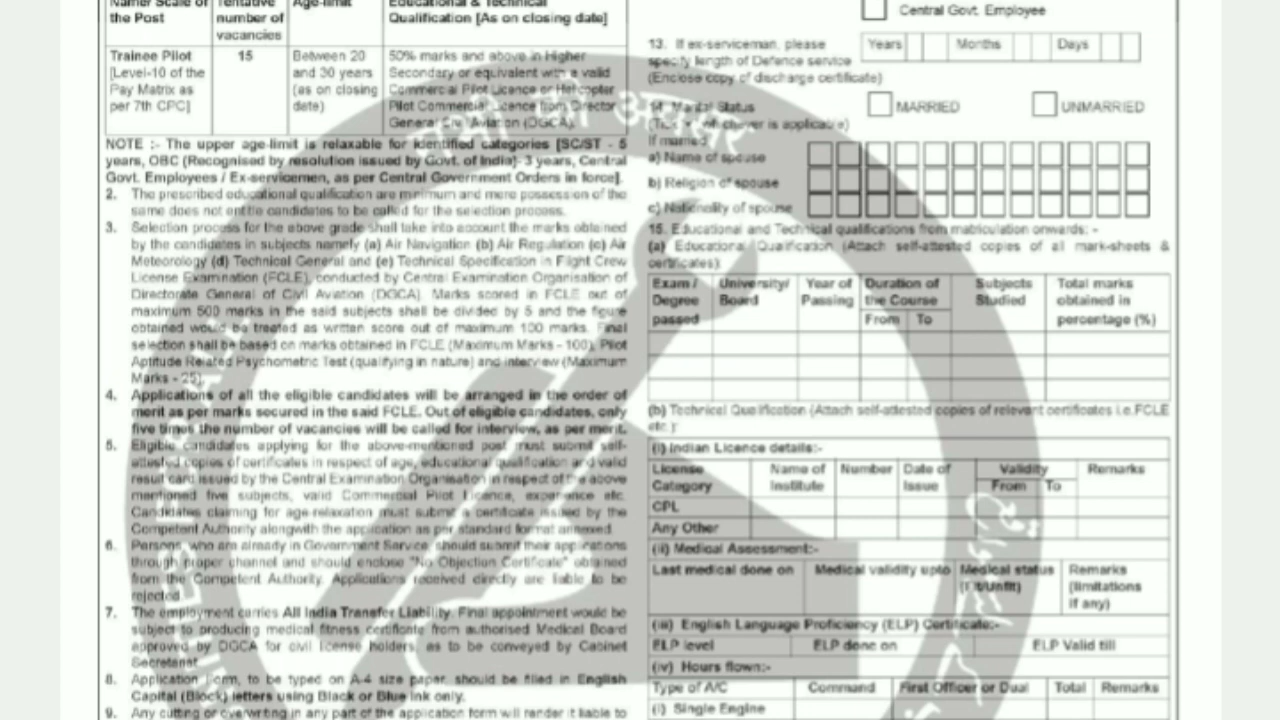 Name/ Scale of
the Post
Tentative
number of
vacancies
Age-limit
Educational & Technical
Qualification [As on closing date]
Trainee Pilot
[Level-10 of the
Pay Matrix as
per 7th CPC]
15
Between 20
and 30 years
(as on closing
date)
50% marks and above in Higher
Secondary or equivalent with a valid
Commercial Pilot Licence or Helicopter
Pilot Commercial Licence from Director
General Civil Aviation (DGCA).
NOTE :- The upper age-limit is relaxable for identified categories [SC/ST - 5
years, OBC (Recognised by resolution issued by Govt. of India)- 3 years, Central
Govt. Employees / Ex-servicemen, as per Central Government Orders in force].
2. The prescribed educational qualification are minimum and mere possession of the
same does not entitle candidates to be called for the selection process.
3. Selection process for the above grade shall take into account the marks obtained
by the candidates in subjects namely (a) Air Navigation (b) Air Regulation (c) Air
Meteorology (d) Technical General and (e) Technical Specification in Flight Crew
License Examination (FCLE), conducted by Central Examination Organisation of
Directorate General of Civil Aviation (DGCA). Marks scored in FCLE out of
maximum 500 marks in the said subjects shall be divided by 5 and the figure
obtained would be treated as written score out of maximum 100 marks. Final
selection shall be based on marks obtained in FCLE (Maximum Marks - 100), Pilot
Aptitude Related Psychometric Test (qualifying in nature) and interview (Maximum
Marks - 25).
4. Applications of all the eligible candidates will be arranged in the order of
merit as per marks secured in the said FCLE. Out of eligible candidates, only
five times the number of vacancies will be called for interview, as per merit.
5. Eligible candidates applying for the above-mentioned post must submit self-
attested copies of certificates in respect of age, educational qualification and valid
result card issued by the Central Examination Organisation in respect of the above
mentioned five subjects, valid Commercial Pilot Licence, experience etc.
Candidates claiming for age-relaxation must submit a certificate issued by the
Competent Authority alongwith the application as per standard format annexed.
6. Persons, who are already in Government Service, should submit their applications
through proper channel and should enclose "No Objection Certificate" obtained
from the Competent Authority. Applications received directly are liable to be
rejected.
7. The employment carries All India Transfer Liability. Final appointment would be
subject to producing medical fitness certificate from authorised Medical Board
approved by DGCA for civil license holders, as to be conveyed by Cabinet
Secretariat.
8. Application Form, to be typed on A-4 size paper, should be filled in English
Capital (Block) letters using Black or Blue ink only.
9. Any cutting or overwriting in any part of the application form will render it liable to
Central Govt. Employee
13. If ex-serviceman, please
specify length of Defence service
(Enclose copy of discharge certificate)
Years Months Days
14. Marital Status
(Tick whichever is applicable)
MARRIED UNMARRIED
If married
a) Name of spouse
b) Religion of spouse
c) Nationality of spouse
15. Educational and Technical qualifications from matriculation onwards: -
(a) Educational Qualification (Attach self-attested copies of all mark-sheets &
certificates):
Exam /
Degree
passed
University/
Board
Year of
Passing
Duration of
the Course
From To
Subjects
Studied
Total marks
obtained in
percentage (%)
(b) Technical Qualification (Attach self-attested copies of relevant certificates i.e.FCLE
etc.):
(i) Indian Licence details:-
License
Category
Name of
Institute
Number
Date of
Issue
Validity
From To
Remarks
CPL
Any Other
(ii) Medical Assessment:-
Last medical done on
Medical validity upto
Medical status
(Fit/Unfit)
Remarks
(limitations
if any)
(iii) English Language Proficiency (ELP) Certificate:-
ELP level ELP done on ELP Valid till
(iv) Hours flown:-
Type of A/C Command First Officer or Dual Total Remarks
(i) Single Engine